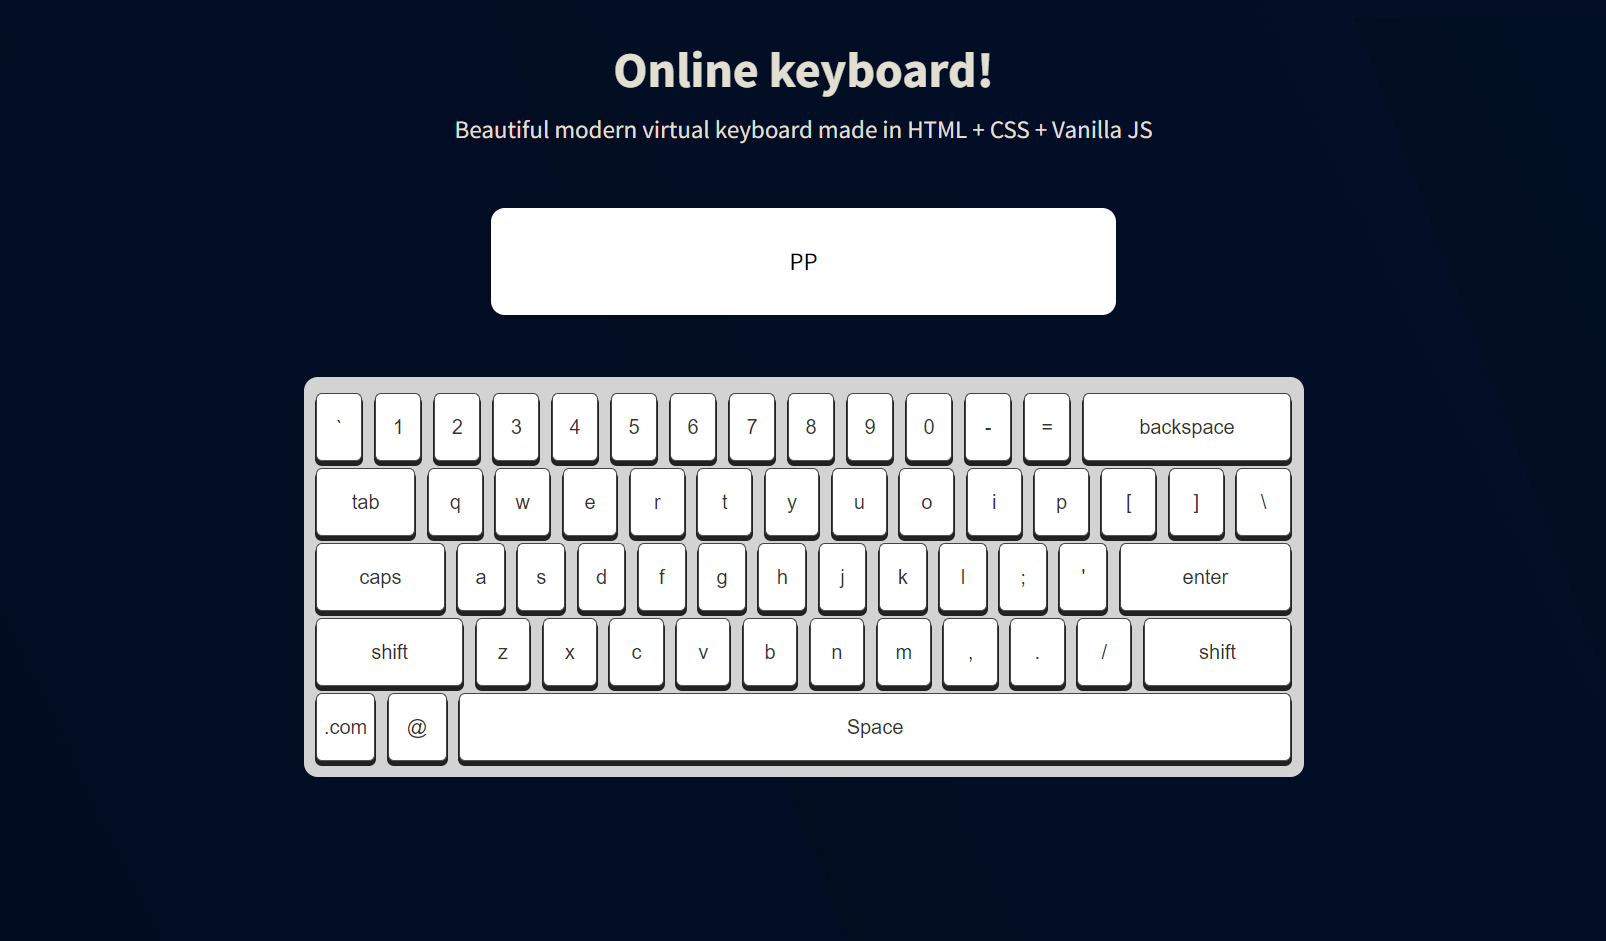 Online keyboard!
Beautiful modern virtual keyboard made in HTML + CSS + Vanilla JS
PP
` 1 2 3 4 5 6 7 8 9 0 - = backspace
tab q w e r t y u o i p [ ] \
caps a s d f g h j k l ; ' enter
shift z x c v b n m , . / shift
.com @ Space